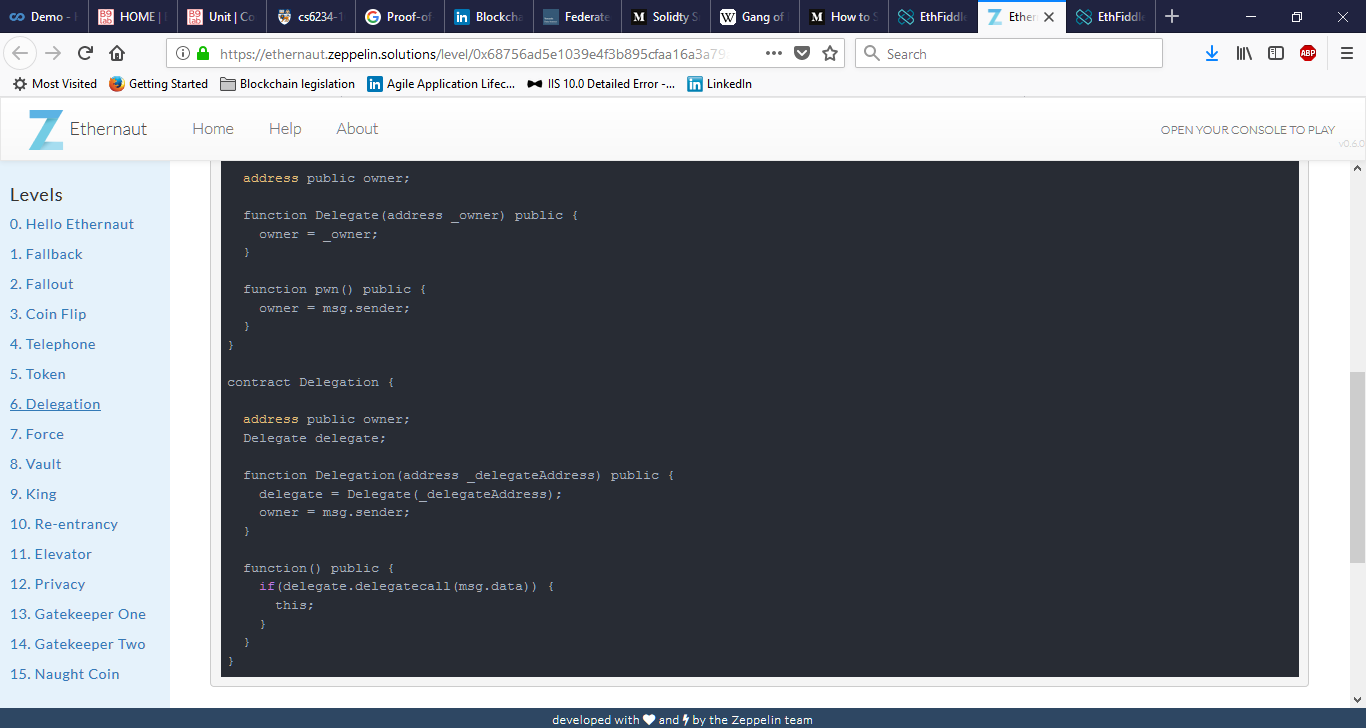 Demo -
HOME |
Unit | Co
cs6234-1
Proof-of
Blockcha
Federate
Solidty S
Gang of
How to S
EthFiddl
Ether
EthFiddl
https://ethernaut.zeppelin.solutions/level/0x68756ad5e1039e4f3b895cfaa16a3a79
Search
Most Visited
Getting Started
Blockchain legislation
Agile Application Lifec...
IIS 10.0 Detailed Error -...
LinkedIn
Ethernaut
Home
Help
About
OPEN YOUR CONSOLE TO PLAY
v0.6.0
Levels
0. Hello Ethernaut
1. Fallback
2. Fallout
3. Coin Flip
4. Telephone
5. Token
6. Delegation
7. Force
8. Vault
9. King
10. Re-entrancy
11. Elevator
12. Privacy
13. Gatekeeper One
14. Gatekeeper Two
15. Naught Coin
address public owner;
function Delegate(address _owner) public {
owner = _owner;
}
function pwn() public {
owner = msg.sender;
}
}
contract Delegation {
address public owner;
Delegate delegate;
function Delegation(address _delegateAddress) public {
delegate = Delegate(_delegateAddress);
owner = msg.sender;
}
function() public {
if(delegate.delegatecall(msg.data)) {
this;
}
}
}
developed with and by the Zeppelin team